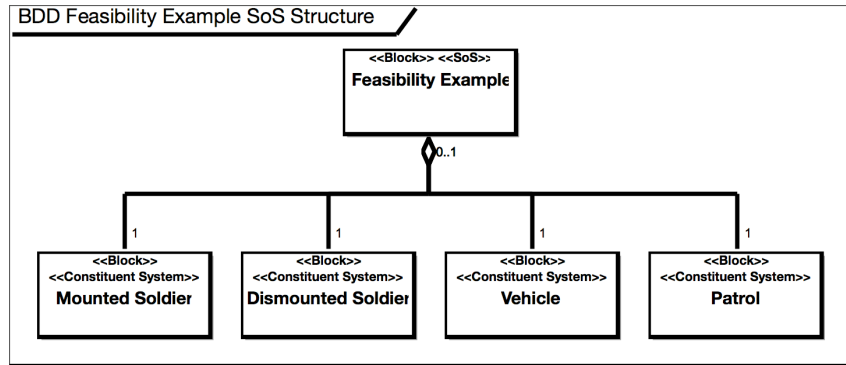 BDD Feasibility Example SoS Structure
<<Block>> <<SoS>>
Feasibility Example
0..1
1 1 1 1
<<Block>> <<Block>> <<Block>> <<Block>>
<<Constituent System>> <<Constituent System>> <<Constituent System>> <<Constituent System>>
Mounted Soldier Dismounted Soldier Vehicle Patrol